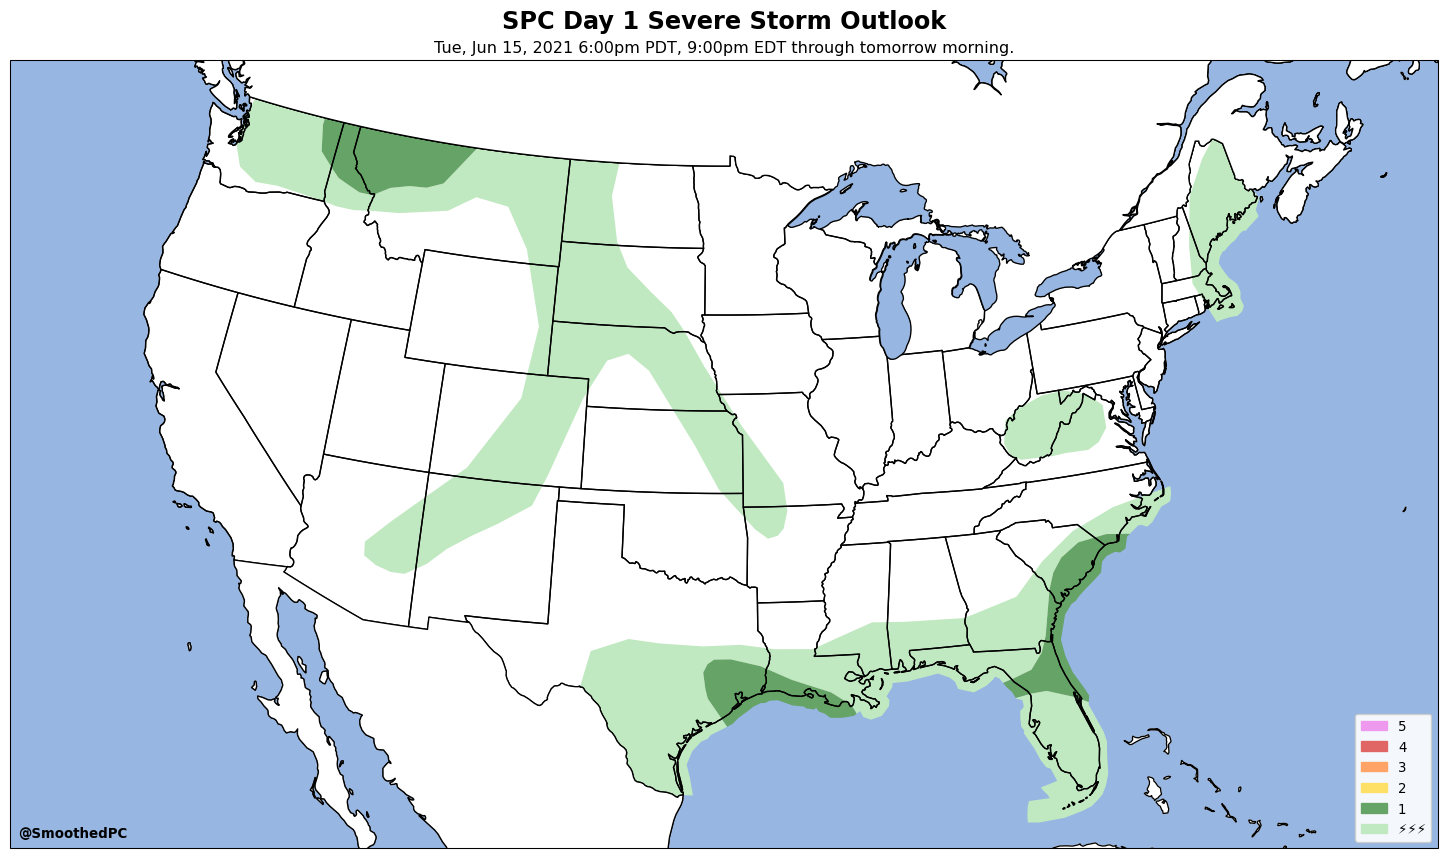 SPC Day 1 Severe Storm Outlook
Tue, Jun 15, 2021 6:00pm PDT, 9:00pm EDT through tomorrow morning.
5
4
3
2
1
⚡⚡⚡
@SmoothedPC